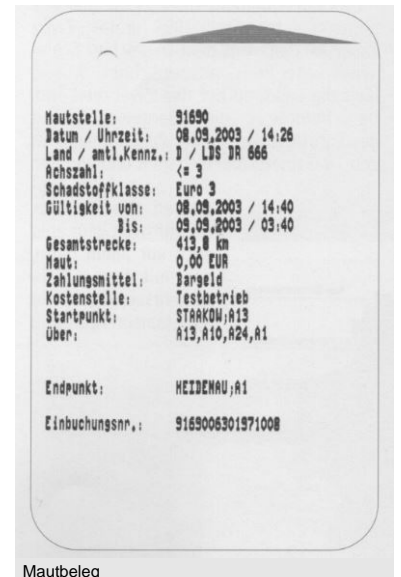 Mautstelle: 91690
Datum / Uhrzeit: 08.09.2003 / 14:26
Land / amtl.Kennz.: D / LDS DR 666
Achszahl: <= 3
Schadstoffklasse: Euro 3
Gültigkeit von: 08.09.2003 / 14:40
Bis: 09.09.2003 / 03:40
Gesamtstrecke: 413,8 km
Maut: 0,00 EUR
Zahlungsmittel: Bargeld
Kostenstelle: Testbetrieb
Startpunkt: STAAKOW;A13
Über: A13,A10,A24,A1
Endpunkt: HEIDENAU;A1
Einbuchungsnr.: 9169006301971008
Mautbeleg